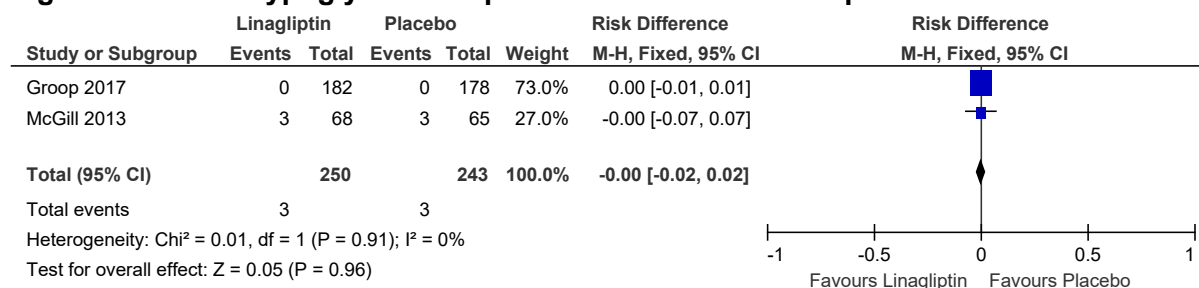 Linagliptin Placebo Risk Difference Risk Difference
Study or Subgroup Events Total Events Total Weight M-H, Fixed, 95% CI M-H, Fixed, 95% CI
Groop 2017 0 182 0 178 73.0% 0.00 [-0.01, 0.01]
McGill 2013 3 68 3 65 27.0% -0.00 [-0.07, 0.07]
Total (95% CI) 250 243 100.0% -0.00 [-0.02, 0.02]
Total events 3 3
Heterogeneity: Chi² = 0.01, df = 1 (P = 0.91); I² = 0%
Test for overall effect: Z = 0.05 (P = 0.96)
-1 -0.5 0 0.5 1
Favours Linagliptin Favours Placebo